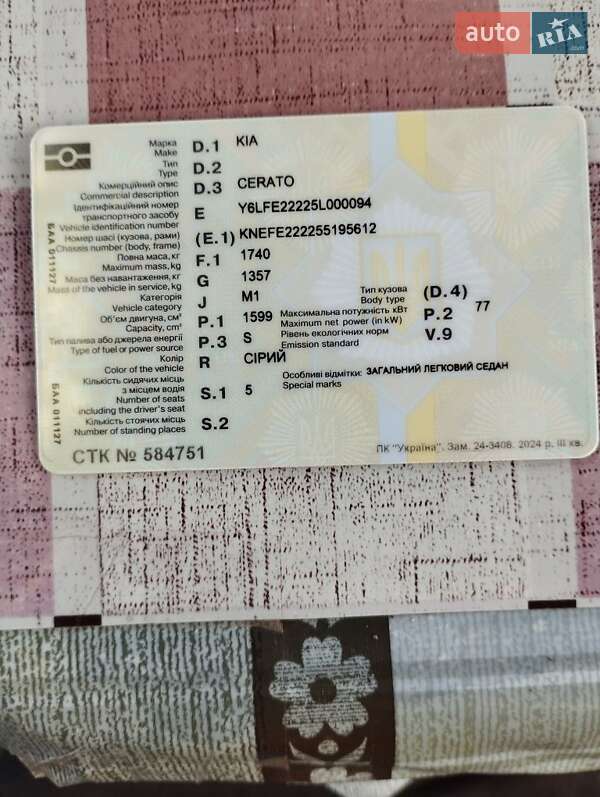 auto RIA .com
Марка D.1 KIA
Make
Тип D.2
Type
Комерційний опис D.3 CERATO
Commercial description
Ідентифікаційний номер
транспортного засобу E Y6LFE22225L000094
Vehicle identification number
Номер шасі (кузова, рами) (E.1) KNEFE222255195612
Chassis number (body, frame)
Повна маса, кг F.1 1740
Maximum mass, kg
Маса без навантаження, кг G 1357
Mass of the vehicle in service, kg
Категорія J M1 Тип кузова (D.4)
Vehicle category Body type
Об'єм двигуна, см³ P.1 1599 Максимальна потужність кВт P.2 77
Capacity, cm³ Maximum net power (in kW)
Тип палива або джерела енергії P.3 S Рівень екологічних норм V.9
Type of fuel or power source Emission standard
Колір R СІРИЙ
Color of the vehicle Особливі відмітки: ЗАГАЛЬНИЙ ЛЕГКОВИЙ СЕДАН
Кількість сидячих місць Special marks
з місцем водія S.1 5
Number of seats
including the driver's seat
Кількість стоячих місць S.2
Number of standing places
СТК № 584751
ПК "Україна". Зам. 24-3408. 2024 р. III кв.
БАА 011127
БАА 011127